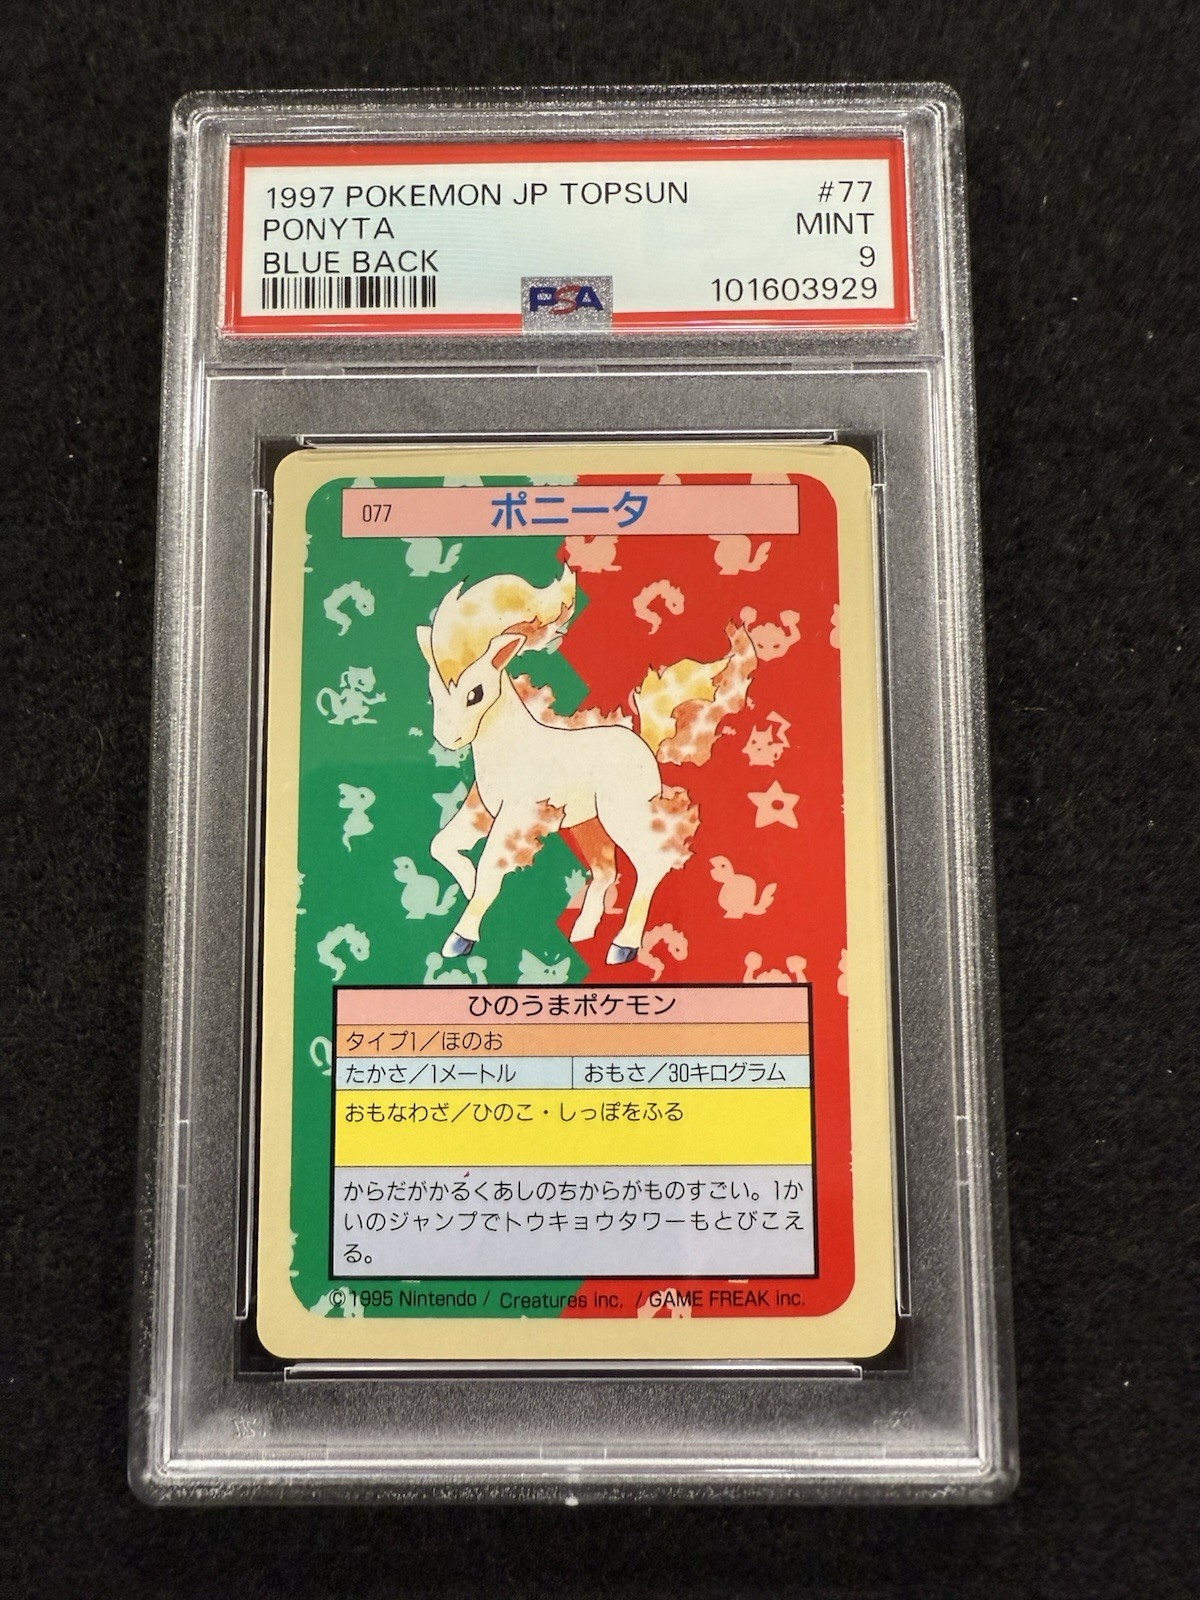 1997 POKEMON JP TOPSUN #77
PONYTA MINT
BLUE BACK 9
PSA 101603929
077 ポニータ
ひのうまポケモン
タイプ1／ほのお
たかさ／1メートル おもさ／30キログラム
おもなわざ／ひのこ・しっぽをふる
からだがかるくあしのちからがものすごい。1か
いのジャンプでトウキョウタワーもとびこえ
る。
©1995 Nintendo / Creatures inc. / GAME FREAK inc.